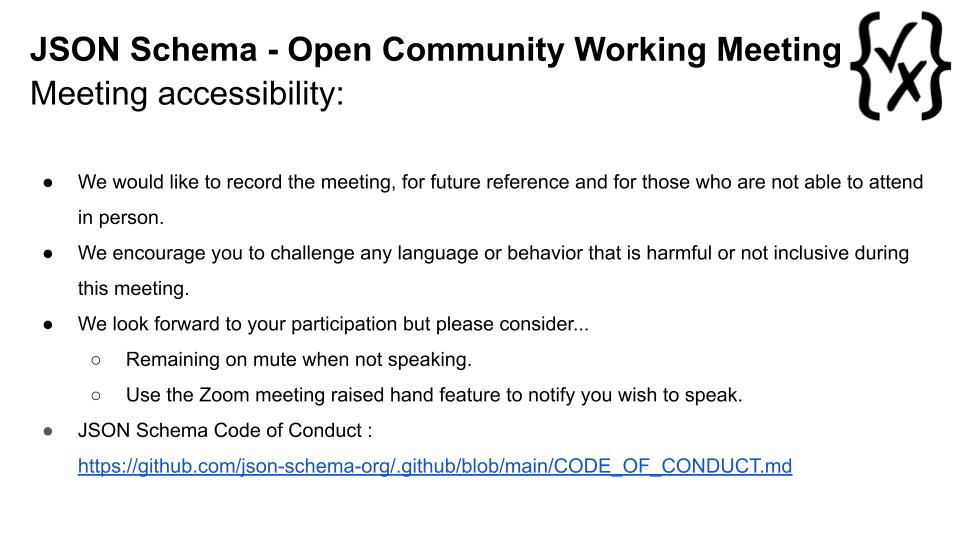 JSON Schema - Open Community Working Meeting
Meeting accessibility:
● We would like to record the meeting, for future reference and for those who are not able to attend
in person.
● We encourage you to challenge any language or behavior that is harmful or not inclusive during
this meeting.
● We look forward to your participation but please consider...
○ Remaining on mute when not speaking.
○ Use the Zoom meeting raised hand feature to notify you wish to speak.
● JSON Schema Code of Conduct :
https://github.com/json-schema-org/.github/blob/main/CODE_OF_CONDUCT.md